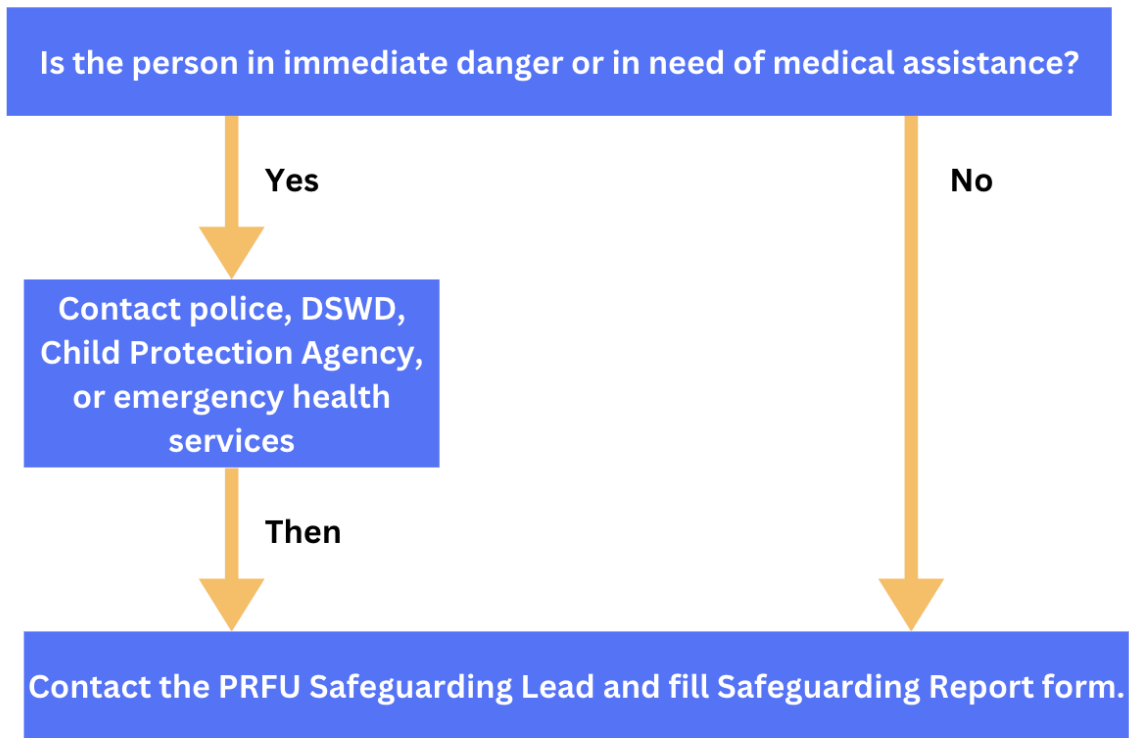 Is the person in immediate danger or in need of medical assistance?
Yes
No
Contact police, DSWD,
Child Protection Agency,
or emergency health
services
Then
Contact the PRFU Safeguarding Lead and fill Safeguarding Report form.